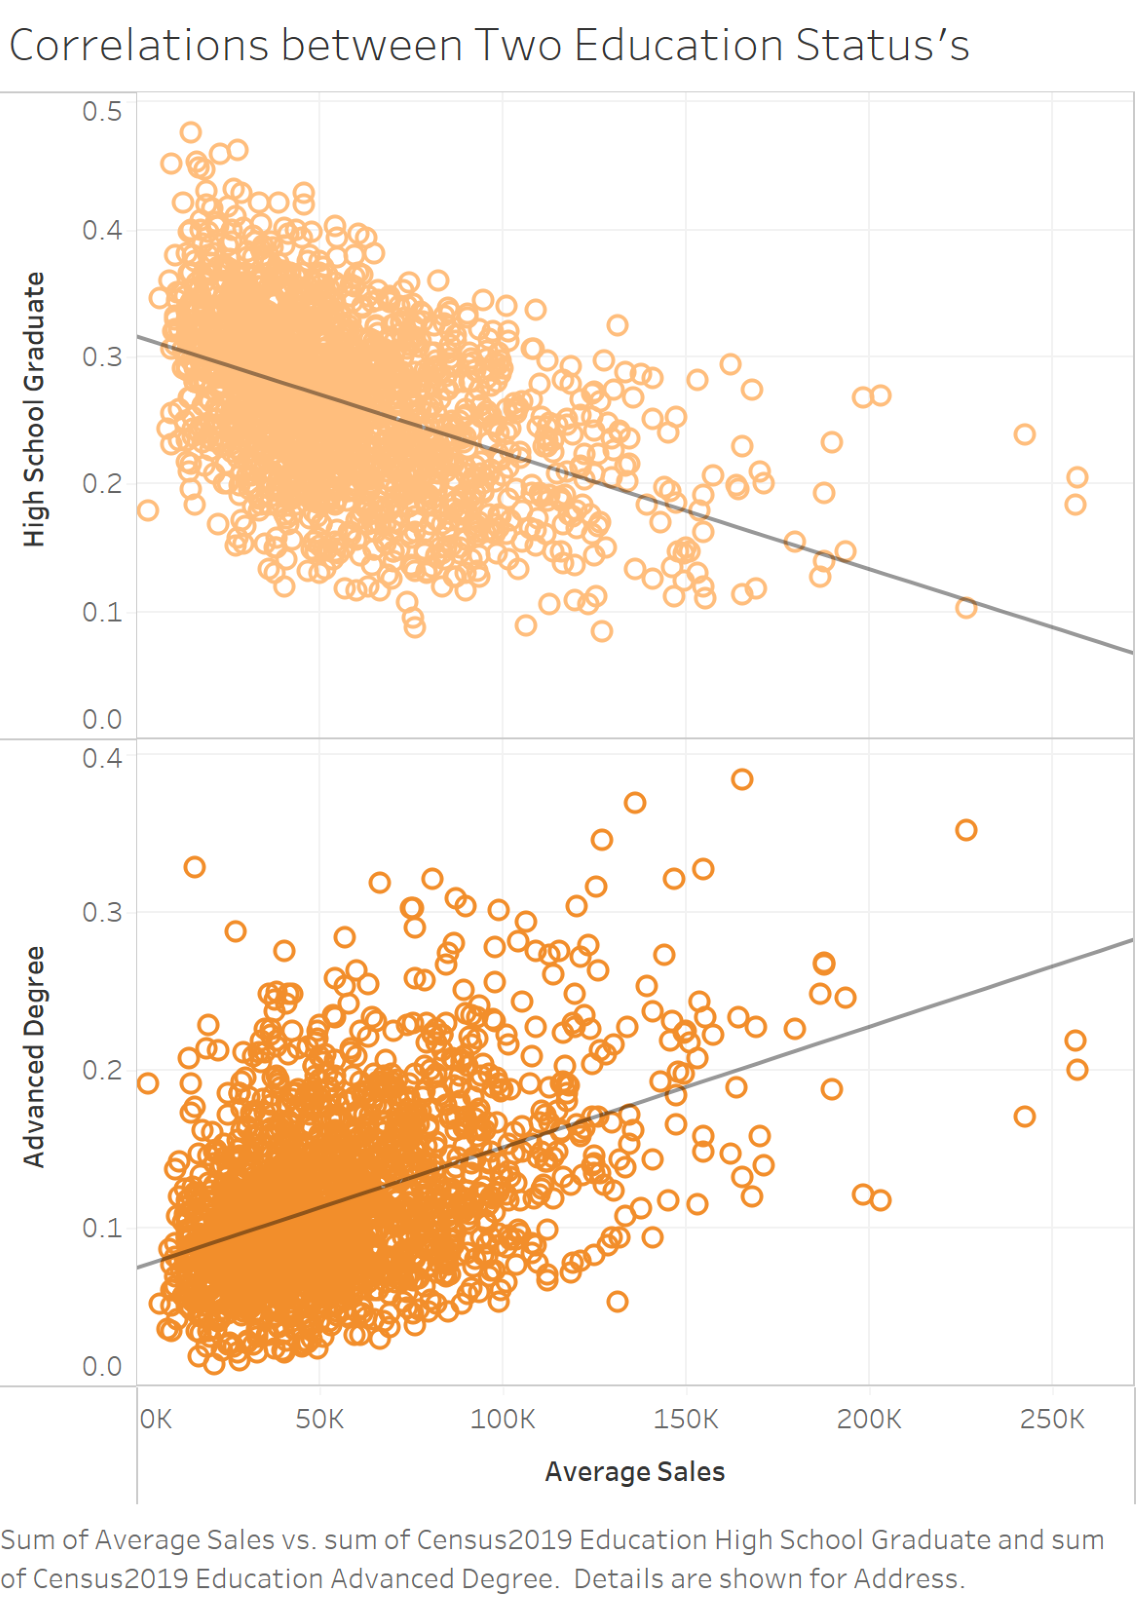 Correlations between Two Education Status's
0.5
0.4
0.3
0.2
0.1
0.0
High School Graduate
0.4
0.3
0.2
0.1
0.0
Advanced Degree
0K 50K 100K 150K 200K 250K
Average Sales
Sum of Average Sales vs. sum of Census2019 Education High School Graduate and sum
of Census2019 Education Advanced Degree.  Details are shown for Address.